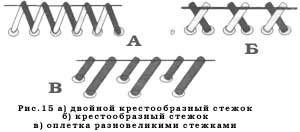 А
Б
В
Рис.15 а) двойной крестообразный стежок
б) крестообразный стежок
в) оплетка разновеликими стежками